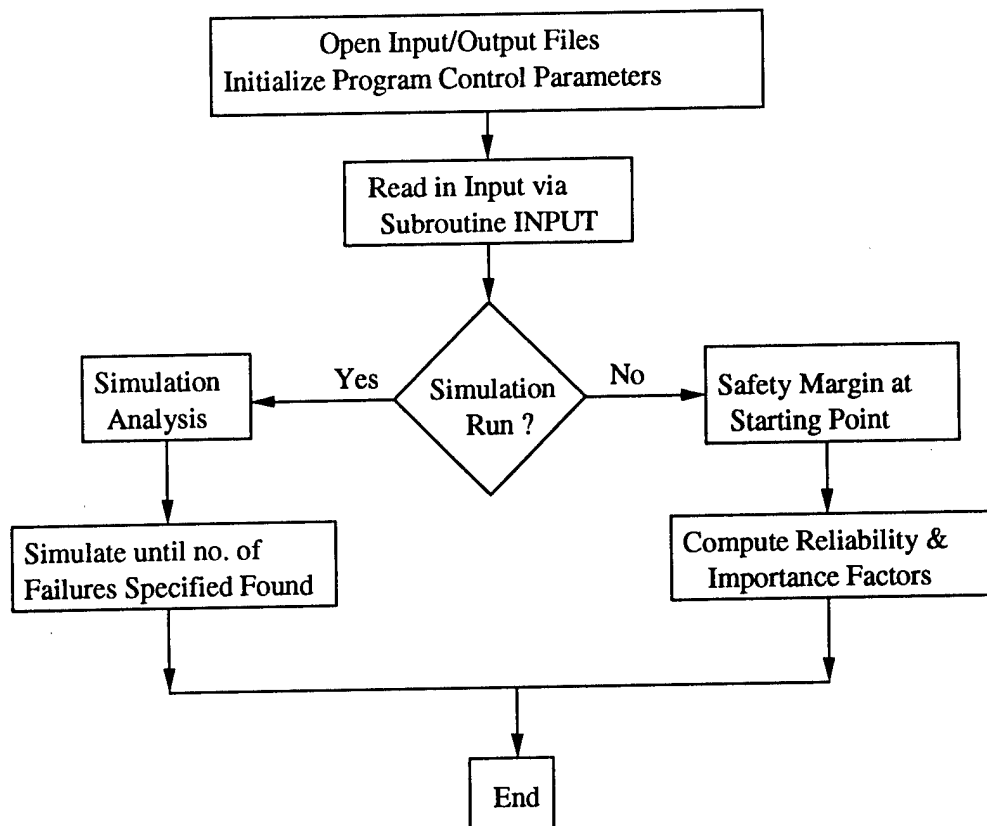 Open Input/Output Files
Initialize Program Control Parameters
Read in Input via
Subroutine INPUT
Simulation
Analysis
Yes
Simulation
Run ?
No
Safety Margin at
Starting Point
Simulate until no. of
Failures Specified Found
Compute Reliability &
Importance Factors
End